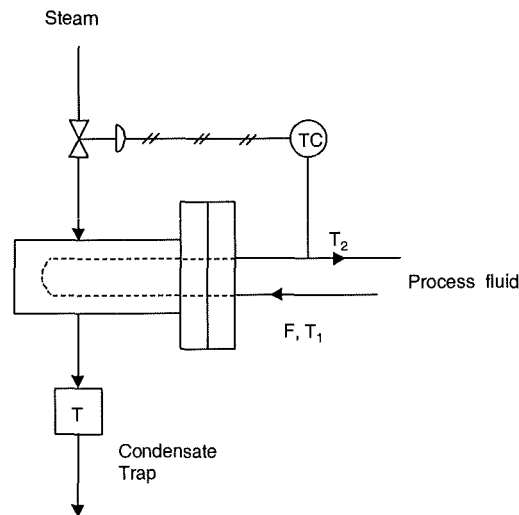 Steam
TC
T2
Process fluid
F, T1
T
Condensate
Trap